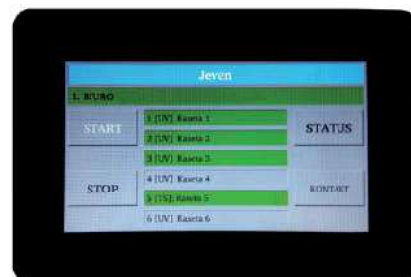 Jeven
1. BIURO
START
1 [UV] Kaseta 1
2 [UV] Kaseta 2
3 [UV] Kaseta 3
STATUS
4 [UV] Kaseta 4
STOP
5 [TS] Kaseta 5
KONTAKT
6 [UV] Kaseta 6